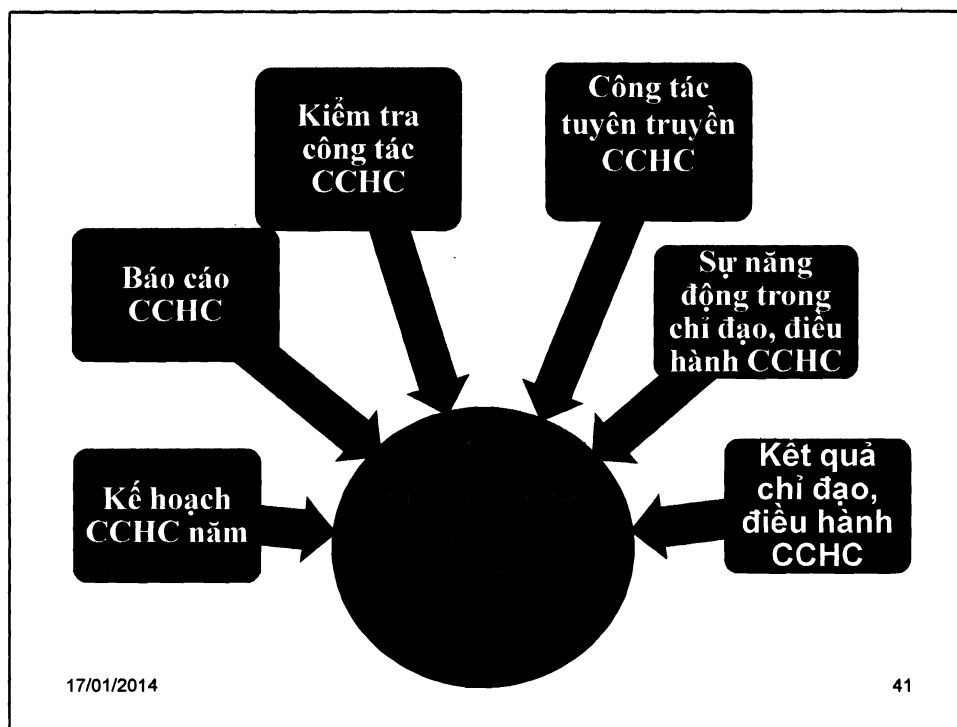 Kiểm tra
công tác
CCHC
Công tác
tuyên truyền
CCHC
Báo cáo
CCHC
Sự năng
động trong
chỉ đạo, điều
hành CCHC
Kế hoạch
CCHC năm
Kết quả
chỉ đạo,
điều hành
CCHC
17/01/2014
41